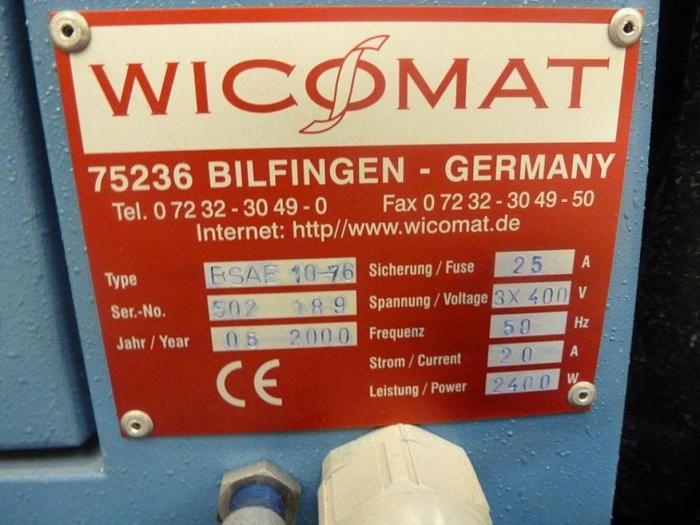 WICOMAT
75236 BILFINGEN - GERMANY
Tel. 0 72 32 - 30 49 - 0 Fax 0 72 32 - 30 49 - 50
Internet: http//www.wicomat.de
Type BSAE 10-76
Ser.-No. 502 189
Jahr / Year 05 2000
Sicherung / Fuse 25 A
Spannung / Voltage 3X400 V
Frequenz 50 Hz
Strom / Current 20 A
Leistung / Power 2400 W
CE